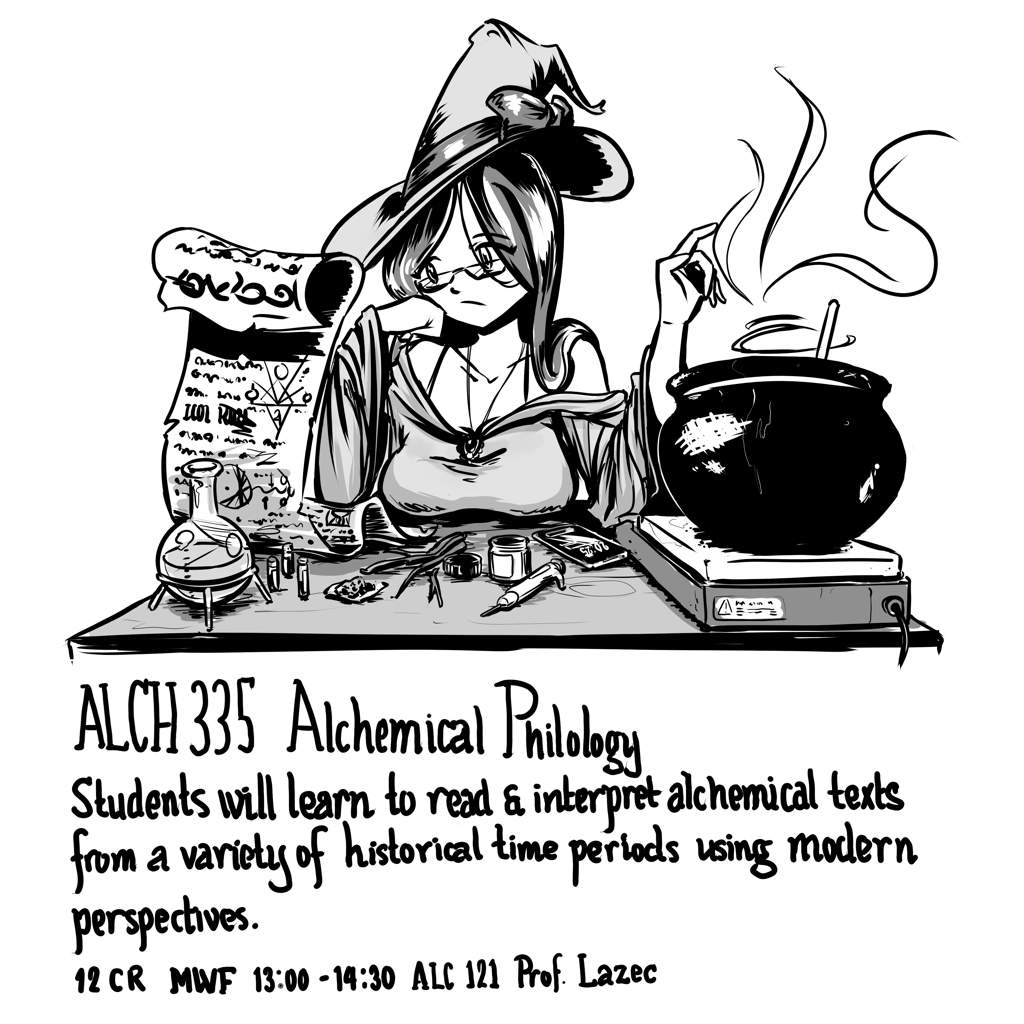 ALCH 335 Alchemical Philology
Students will learn to read & interpret alchemical texts
from a variety of historical time periods using modern
perspectives.
12 CR MWF 13:00 - 14:30 ALC 121 Prof. Lazec